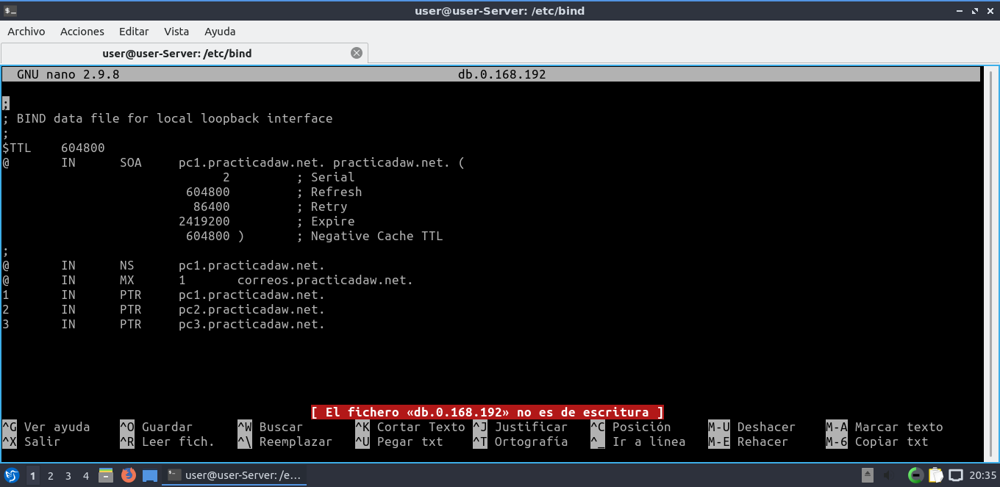 user@user-Server: /etc/bind
Archivo Acciones Editar Vista Ayuda
user@user-Server: /etc/bind
GNU nano 2.9.8 db.0.168.192
;
; BIND data file for local loopback interface
;
$TTL 604800
@ IN SOA pc1.practicadaw.net. practicadaw.net. (
2 ; Serial
604800 ; Refresh
86400 ; Retry
2419200 ; Expire
604800 ) ; Negative Cache TTL
;
@ IN NS pc1.practicadaw.net.
@ IN MX 1 correos.practicadaw.net.
1 IN PTR pc1.practicadaw.net.
2 IN PTR pc2.practicadaw.net.
3 IN PTR pc3.practicadaw.net.
[ El fichero «db.0.168.192» no es de escritura ]
^G Ver ayuda ^O Guardar ^W Buscar ^K Cortar Texto ^J Justificar ^C Posición M-U Deshacer M-A Marcar texto
^X Salir ^R Leer fich. ^\ Reemplazar ^U Pegar txt ^T Ortografía ^_ Ir a línea M-E Rehacer M-6 Copiar txt
1 2 3 4 user@user-Server: /e... 20:35